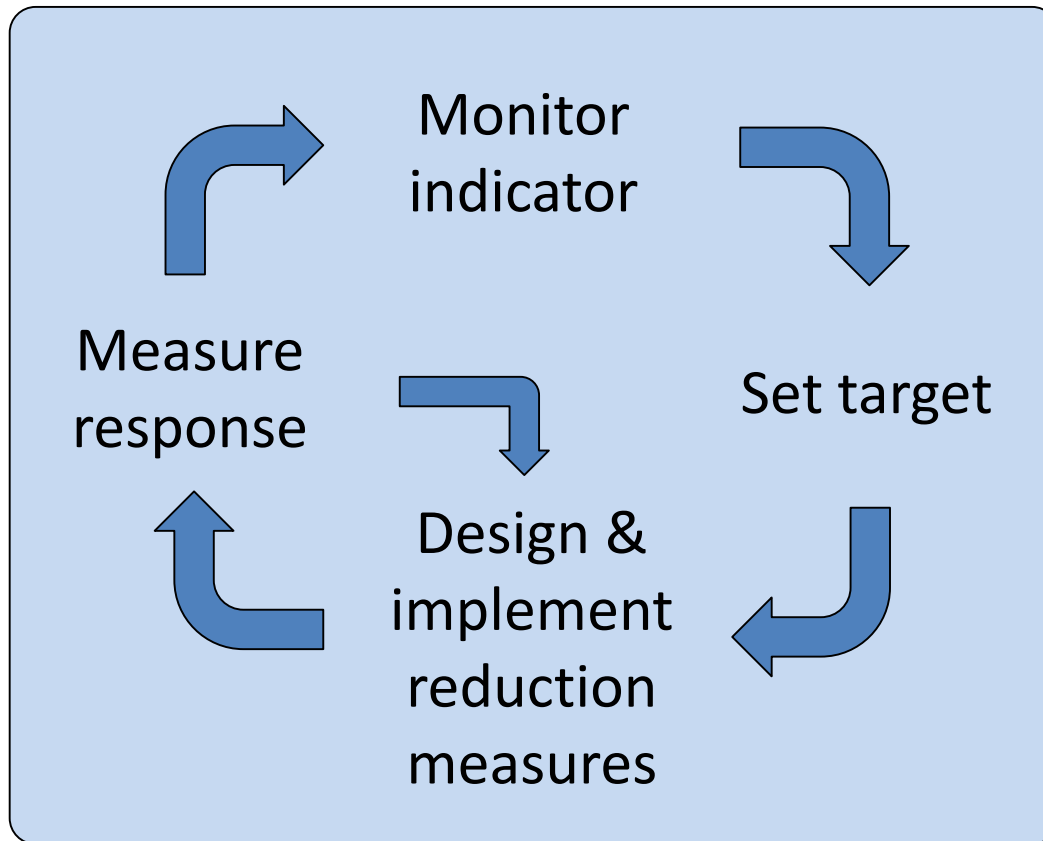 Monitor
indicator
Set target
Design &
implement
reduction
measures
Measure
response